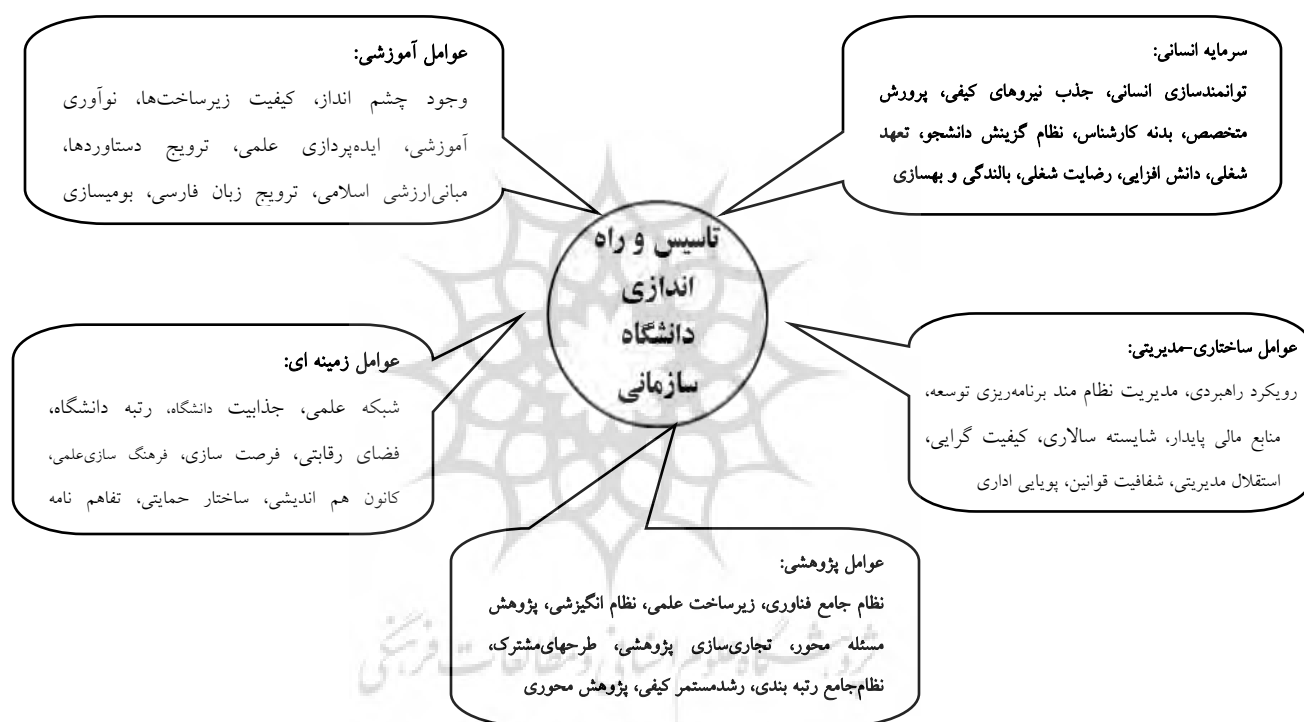 سرمایه انسانی:
توانمندسازی انسانی، جذب نیروهای کیفی، پرورش
متخصص، بدنه کارشناس، نظام گزینش دانشجو، تعهد
شغلی، دانش افزایی، رضایت شغلی، بالندگی و بهسازی
عوامل آموزشی:
وجود چشم انداز، کیفیت زیرساخت‌ها، نوآوری
آموزشی، ایده‌پردازی علمی، ترویج دستاوردها،
مبانی‌ارزشی اسلامی، ترویج زبان فارسی، بومیسازی
تاسیس و راه
اندازی
دانشگاه
سازمانی
عوامل ساختاری-مدیریتی:
رویکرد راهبردی، مدیریت نظام مند برنامه‌ریزی توسعه،
منابع مالی پایدار، شایسته سالاری، کیفیت گرایی،
استقلال مدیریتی، شفافیت قوانین، پویایی اداری
عوامل زمینه ای:
شبکه علمی، جذابیت دانشگاه، رتبه دانشگاه،
فضای رقابتی، فرصت سازی، فرهنگ سازی‌علمی،
کانون هم اندیشی، ساختار حمایتی، تفاهم نامه
عوامل پژوهشی:
نظام جامع فناوری، زیرساخت علمی، نظام انگیزشی، پژوهش
مسئله محور، تجاری‌سازی پژوهشی، طرحهای‌مشترک،
نظام‌جامع رتبه بندی، رشدمستمر کیفی، پژوهش محوری
پژوهشگاه علوم انسانی و مطالعات فرهنگی